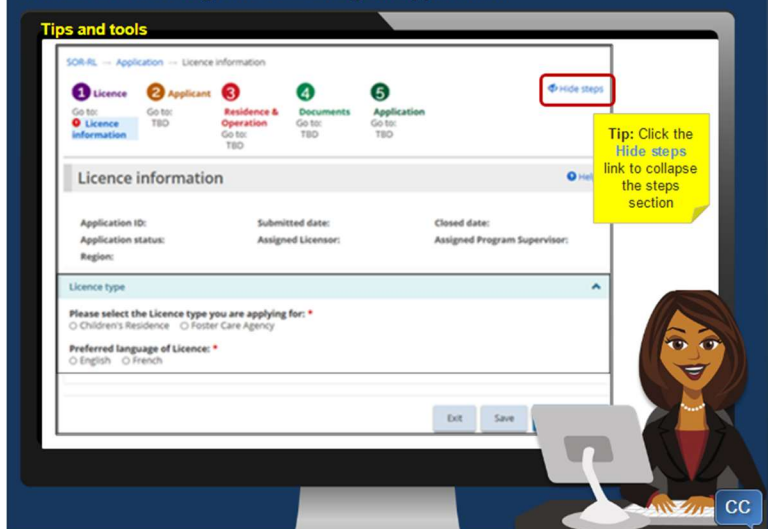 Tips and tools
SOR-RL → Application → Licence information
1 Licence 2 Applicant 3 4 5 Hide steps
Go to: Go to: Residence & Documents Application
Licence TBD Operation Go to: Go to:
information Go to: TBD TBD
TBD
Tip: Click the
Hide steps
link to collapse
the steps
section
Licence information
Application ID: Submitted date: Closed date:
Application status: Assigned Licensor: Assigned Program Supervisor:
Region:
Licence type
Please select the Licence type you are applying for: *
Children's Residence Foster Care Agency
Preferred language of Licence: *
English French
Exit Save
CC